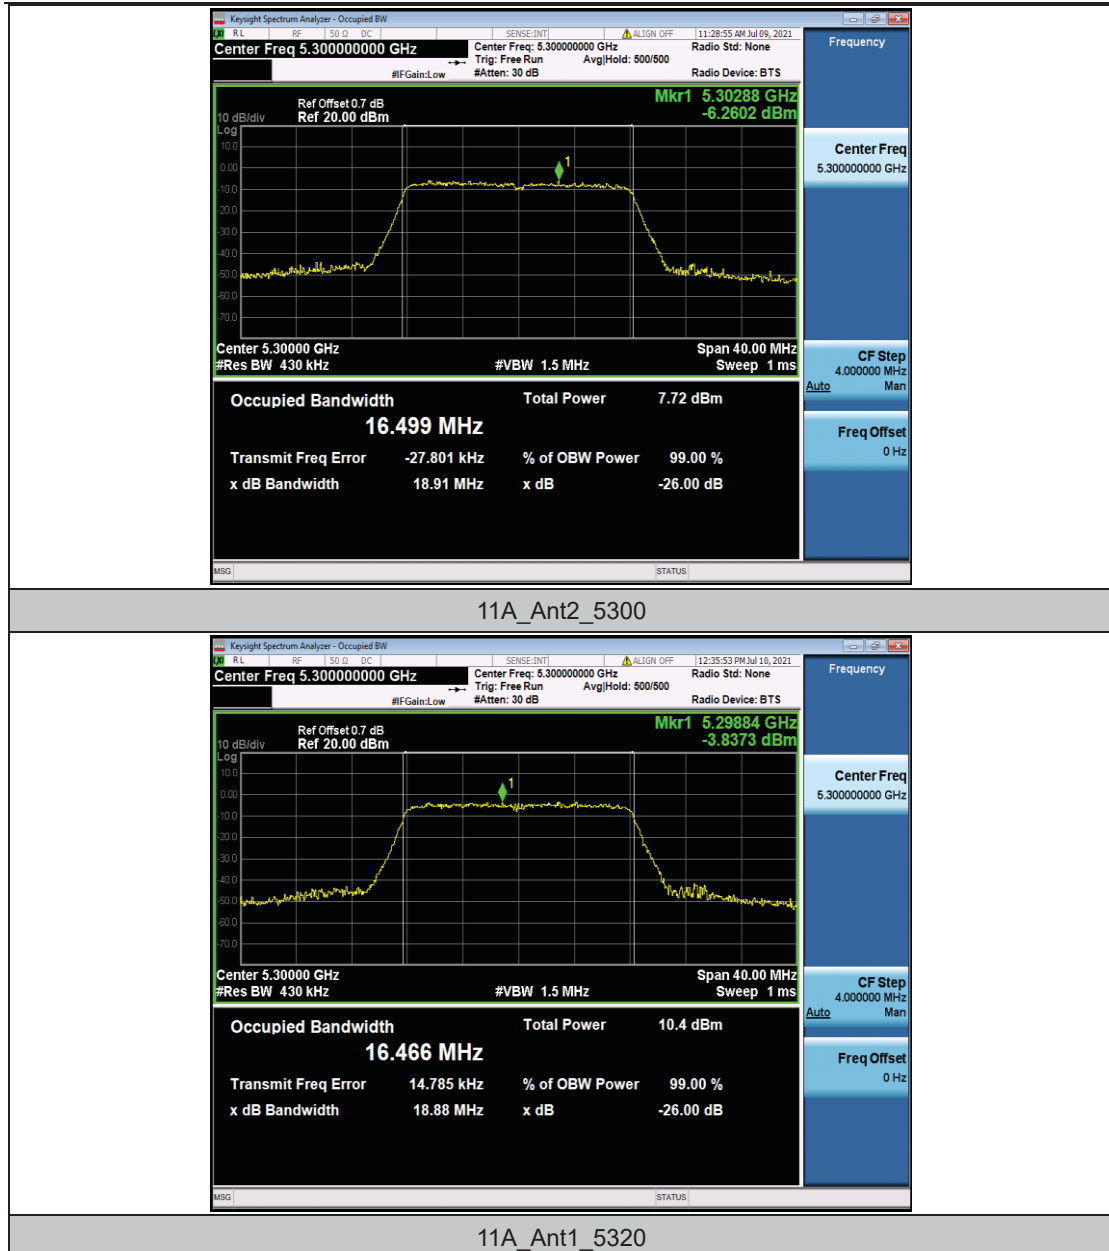 Keysight Spectrum Analyzer - Occupied BW
LXI RL RF 50 Ω DC SENSE:INT ALIGN OFF 11:28:55 AM Jul 09, 2021
Center Freq 5.300000000 GHz
Center Freq: 5.300000000 GHz Radio Std: None
Trig: Free Run Avg|Hold: 500/500
#IFGain:Low #Atten: 30 dB Radio Device: BTS
Frequency
Ref Offset 0.7 dB Mkr1 5.30288 GHz
10 dB/div Ref 20.00 dBm -6.2602 dBm
Log
10.0
0.00
-10.0
-20.0
-30.0
-40.0
-50.0
-60.0
-70.0
1
Center 5.30000 GHz Span 40.00 MHz
#Res BW 430 kHz #VBW 1.5 MHz Sweep 1 ms
Center Freq
5.300000000 GHz
CF Step
4.000000 MHz
Auto Man
Freq Offset
0 Hz
Occupied Bandwidth Total Power 7.72 dBm
16.499 MHz
Transmit Freq Error -27.801 kHz % of OBW Power 99.00 %
x dB Bandwidth 18.91 MHz x dB -26.00 dB
MSG STATUS
11A_Ant2_5300
Keysight Spectrum Analyzer - Occupied BW
LXI RL RF 50 Ω DC SENSE:INT ALIGN OFF 12:35:53 PM Jul 10, 2021
Center Freq 5.300000000 GHz
Center Freq: 5.300000000 GHz Radio Std: None
Trig: Free Run Avg|Hold: 500/500
#IFGain:Low #Atten: 30 dB Radio Device: BTS
Frequency
Ref Offset 0.7 dB Mkr1 5.29884 GHz
10 dB/div Ref 20.00 dBm -3.8373 dBm
Log
10.0
0.00
-10.0
-20.0
-30.0
-40.0
-50.0
-60.0
-70.0
1
Center 5.30000 GHz Span 40.00 MHz
#Res BW 430 kHz #VBW 1.5 MHz Sweep 1 ms
Center Freq
5.300000000 GHz
CF Step
4.000000 MHz
Auto Man
Freq Offset
0 Hz
Occupied Bandwidth Total Power 10.4 dBm
16.466 MHz
Transmit Freq Error 14.785 kHz % of OBW Power 99.00 %
x dB Bandwidth 18.88 MHz x dB -26.00 dB
MSG STATUS
11A_Ant1_5320